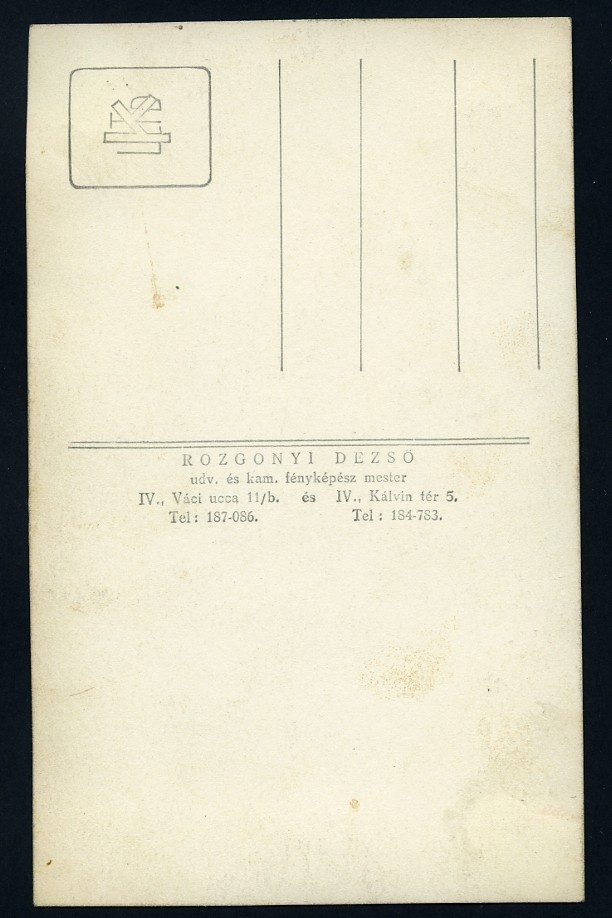 ROZGONYI DEZSŐ
udv. és kam. fényképész mester
IV., Váci ucca 11/b. és IV., Kálvin tér 5.
Tel: 187-086. Tel: 184-783.